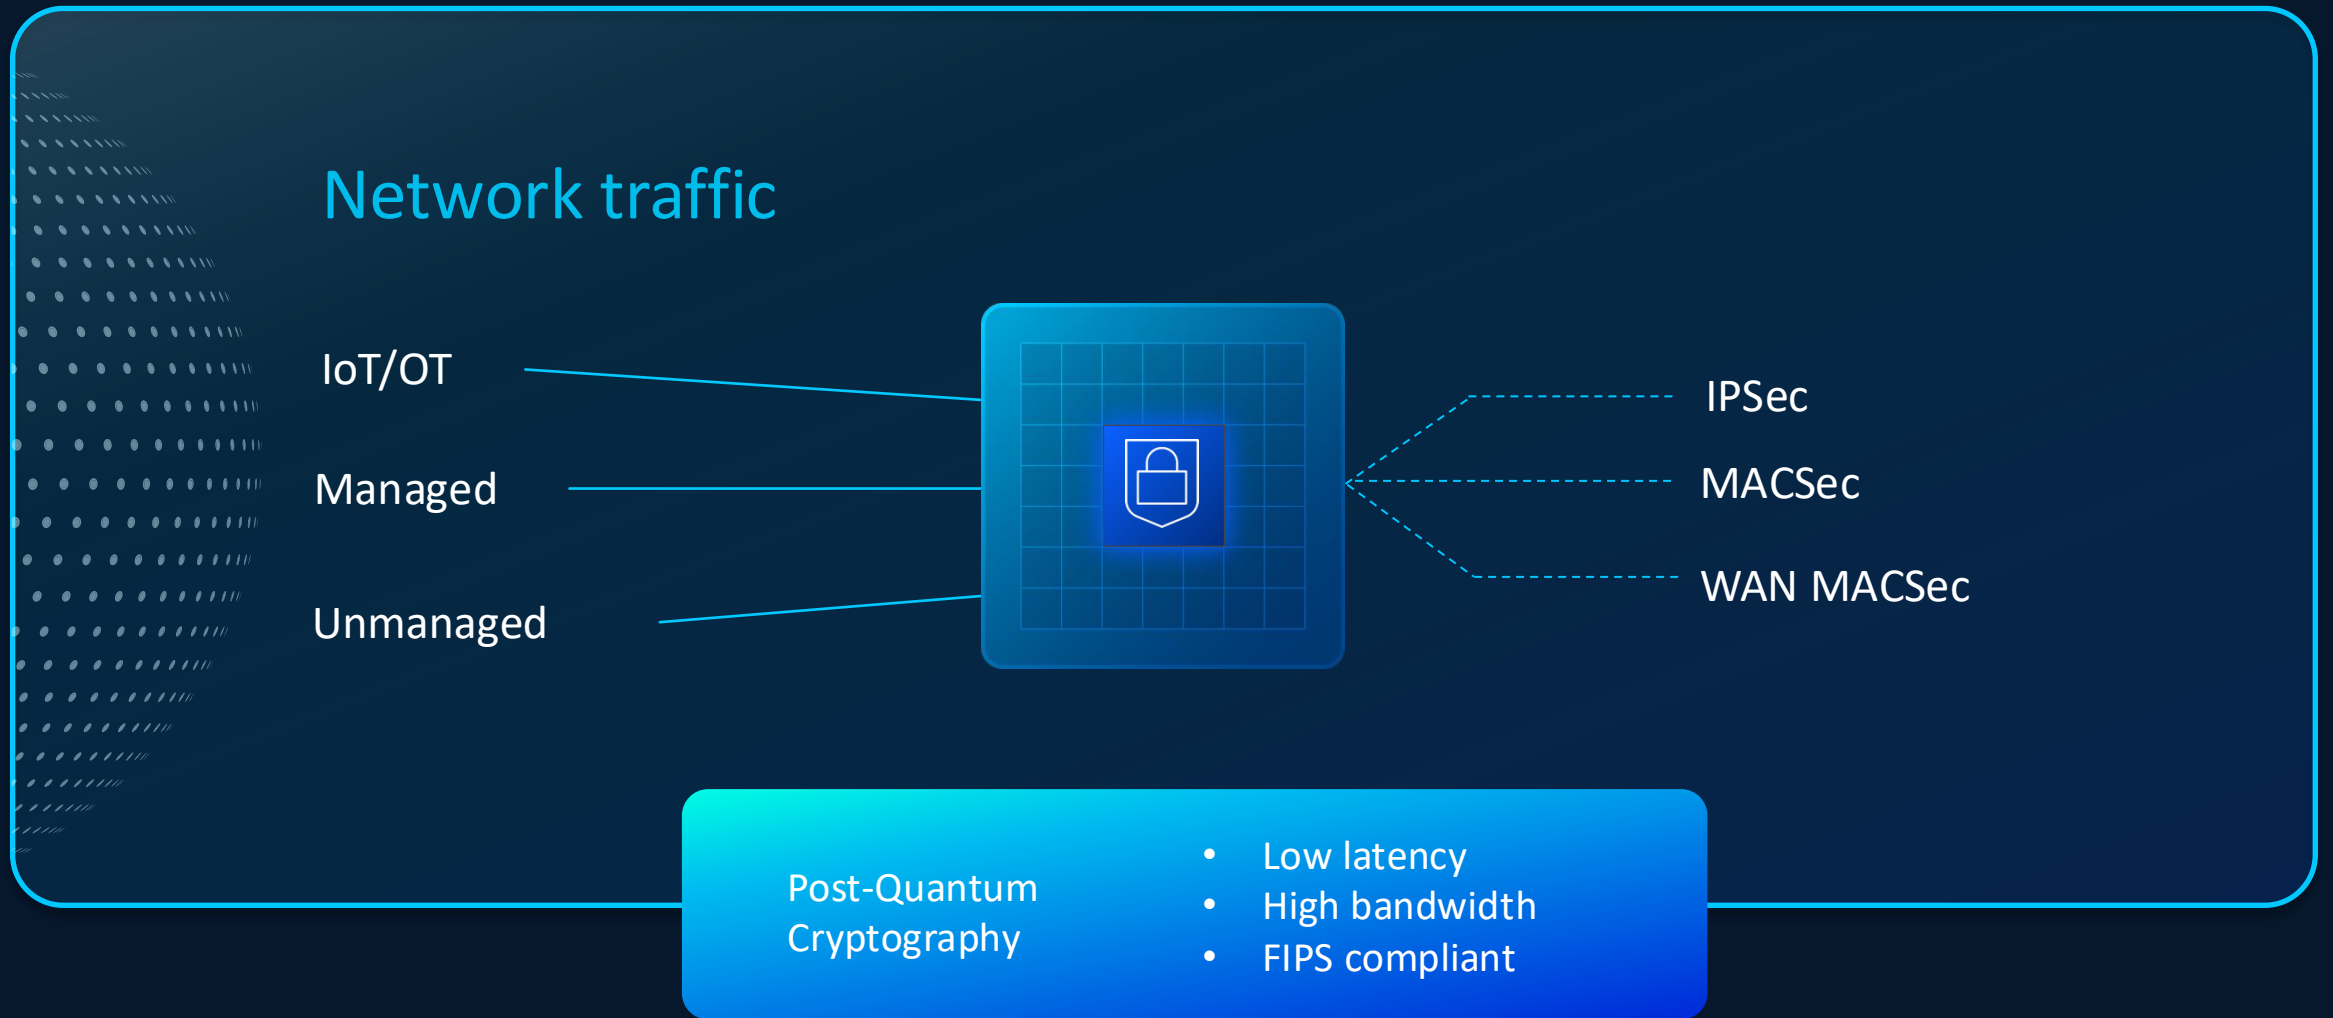 Network traffic
IoT/OT
Managed
Unmanaged
IPSec
MACSec
WAN MACSec
Post-Quantum
Cryptography
• Low latency
• High bandwidth
• FIPS compliant